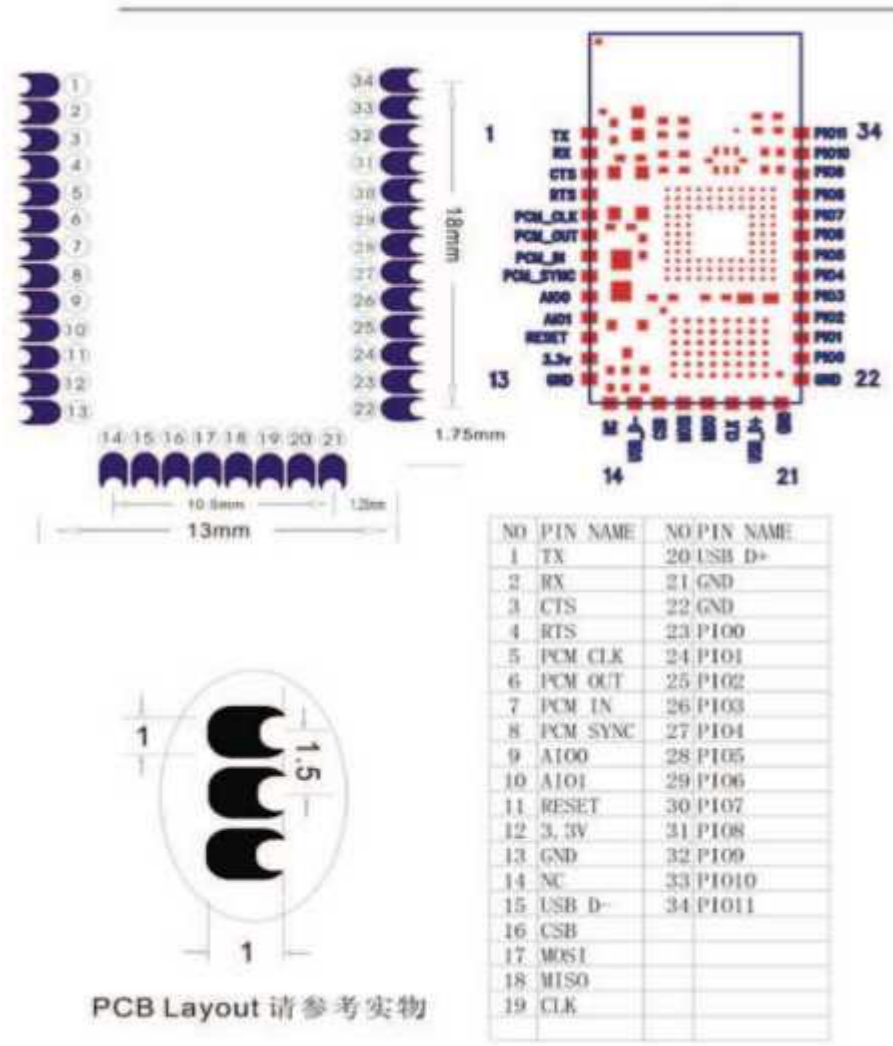 1
2
3
4
5
6
7
8
9
10
11
12
13
34
33
32
31
30
29
28
27
26
25
24
23
22
18mm
14 15 16 17 18 19 20 21
1.75mm
10.5mm
13mm
1
13
TX
RX
CTS
RTS
PCM_CLK
PCM_OUT
PCM_IN
PCM_SYNC
AIO0
AIO1
RESET
3.3v
GND
34
22
PIO11
PIO10
PIO7
PIO5
PIO4
PIO3
PIO2
PIO1
PIO0
GND
14
21
NO PIN NAME NO PIN NAME
1 TX 20 USB D+
2 RX 21 GND
3 CTS 22 GND
4 RTS 23 PIO0
5 PCM CLK 24 PIO1
6 PCM OUT 25 PIO2
7 PCM IN 26 PIO3
8 PCM SYNC 27 PIO4
9 AIO0 28 PIO5
10 AIO1 29 PIO6
11 RESET 30 PIO7
12 3.3V 31 PIO8
13 GND 32 PIO9
14 NC 33 PIO10
15 USB D- 34 PIO11
16 CSB
17 MOSI
18 MISO
19 CLK
1
1.5
1
PCB Layout 请参考实物